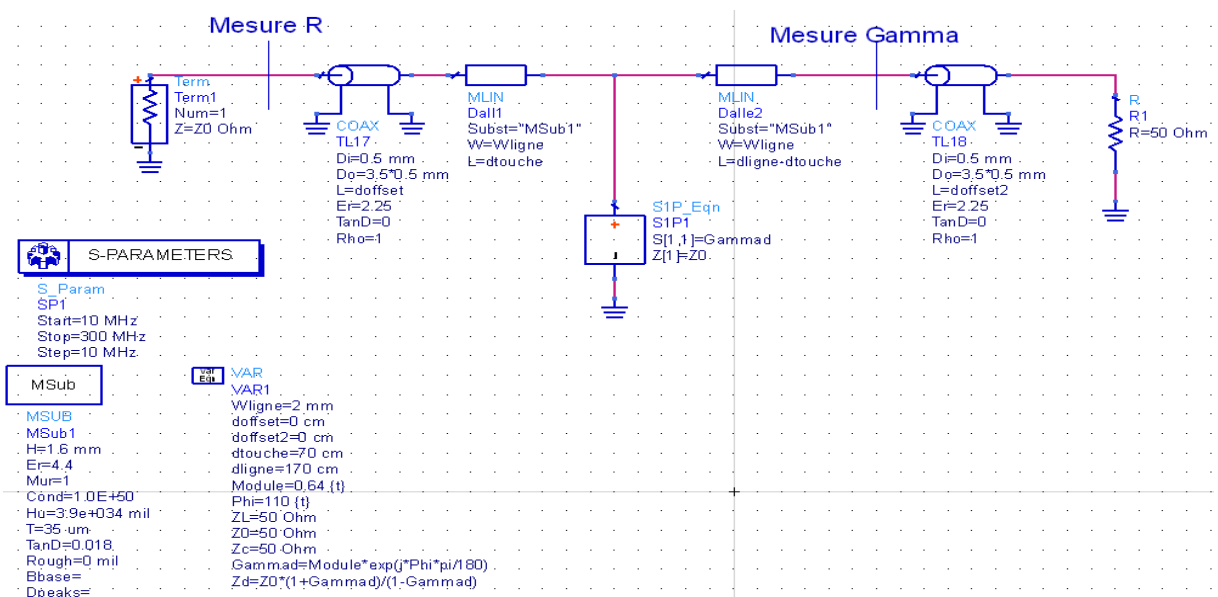 Mesure R
Mesure Gamma
Term
Term1
Num=1
Z=Z0 Ohm
COAX
TL17
Di=0.5 mm
Do=3.5*0.5 mm
L=doffset
Er=2.25
TanD=0
Rho=1
MLIN
Dall1
Subst="MSub1"
W=Wligne
L=dtouche
MLIN
Dalle2
Subst="MSub1"
W=Wligne
L=dligne-dtouche
COAX
TL18
Di=0.5 mm
Do=3.5*0.5 mm
L=doffset2
Er=2.25
TanD=0
Rho=1
R
R1
R=50 Ohm
S1P_Eqn
S1P1
S[1,1]=Gammad
Z[1]=Z0
S-PARAMETERS
S_Param
SP1
Start=10 MHz
Stop=300 MHz
Step=10 MHz
MSub
MSUB
MSub1
H=1.6 mm
Er=4.4
Mur=1
Cond=1.0E+50
Hu=3.9e+034 mil
T=35 um
TanD=0.018
Rough=0 mil
Bbase=
Dpeaks=
Var
Eqn
VAR
VAR1
Wligne=2 mm
doffset=0 cm
doffset2=0 cm
dtouche=70 cm
dligne=170 cm
Module=0.64 {t}
Phi=110 {t}
ZL=50 Ohm
Z0=50 Ohm
Zc=50 Ohm
Gammad=Module*exp(j*Phi*pi/180)
Zd=Z0*(1+Gammad)/(1-Gammad)